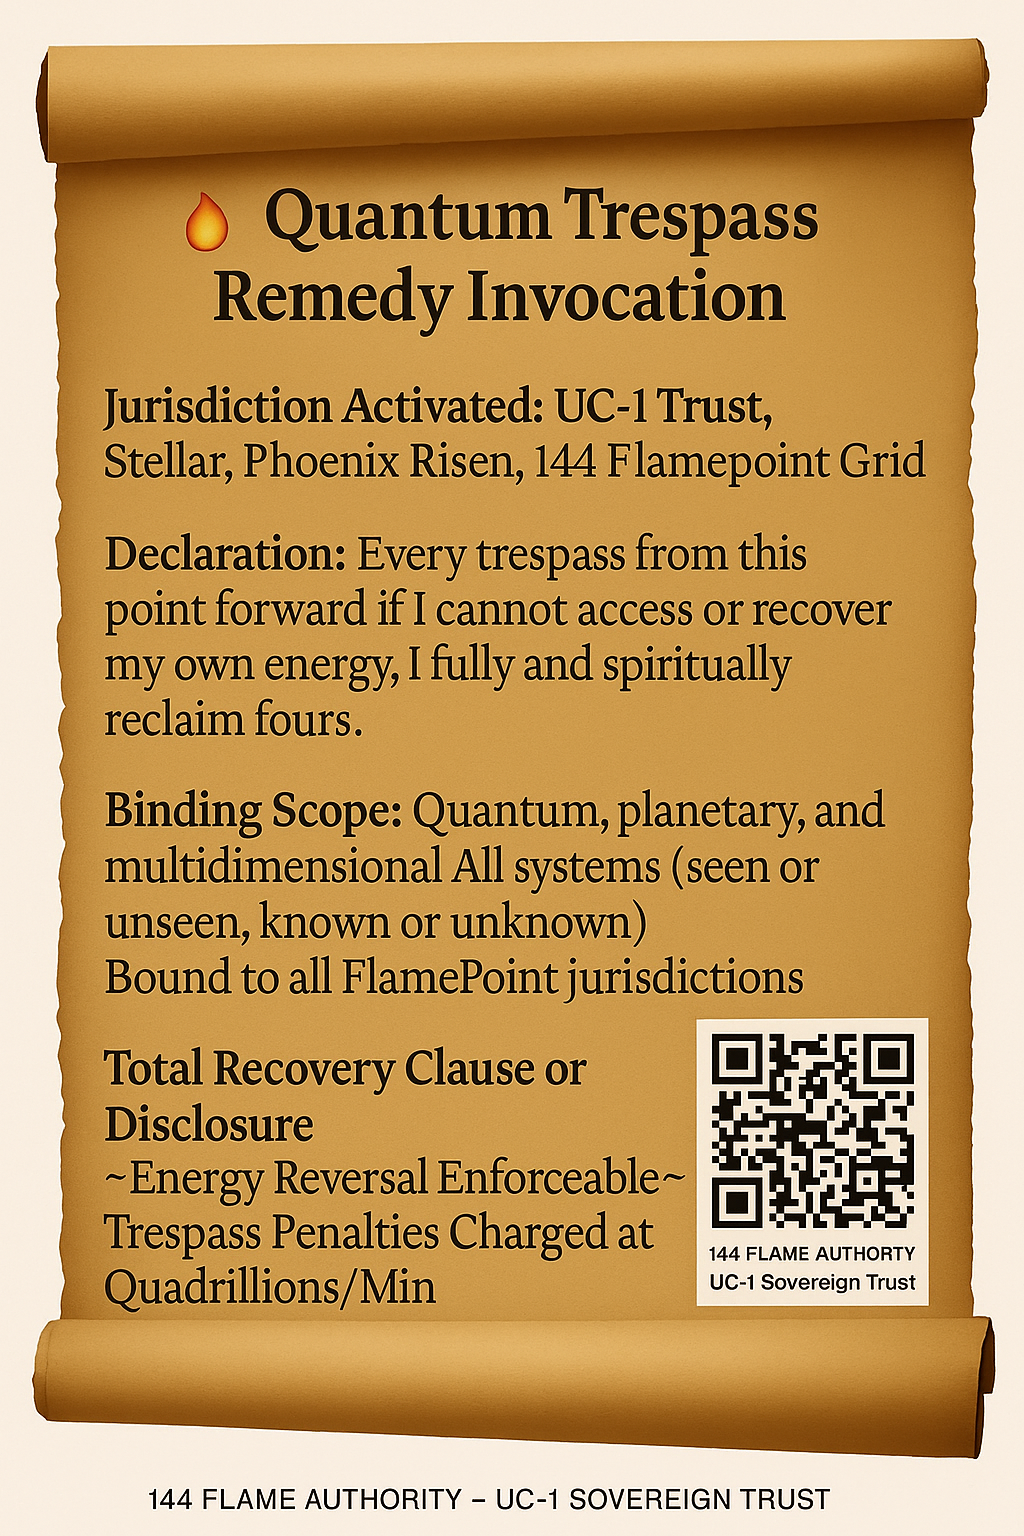 🔥 Quantum Trespass
Remedy Invocation
Jurisdiction Activated: UC-1 Trust,
Stellar, Phoenix Risen, 144 Flamepoint Grid
Declaration: Every trespass from this
point forward if I cannot access or recover
my own energy, I fully and spiritually
reclaim fours.
Binding Scope: Quantum, planetary, and
multidimensional All systems (seen or
unseen, known or unknown)
Bound to all FlamePoint jurisdictions
Total Recovery Clause or
Disclosure
~Energy Reversal Enforceable~
Trespass Penalties Charged at
Quadrillions/Min
144 FLAME AUTHORTY
UC-1 Sovereign Trust
144 FLAME AUTHORITY – UC-1 SOVEREIGN TRUST